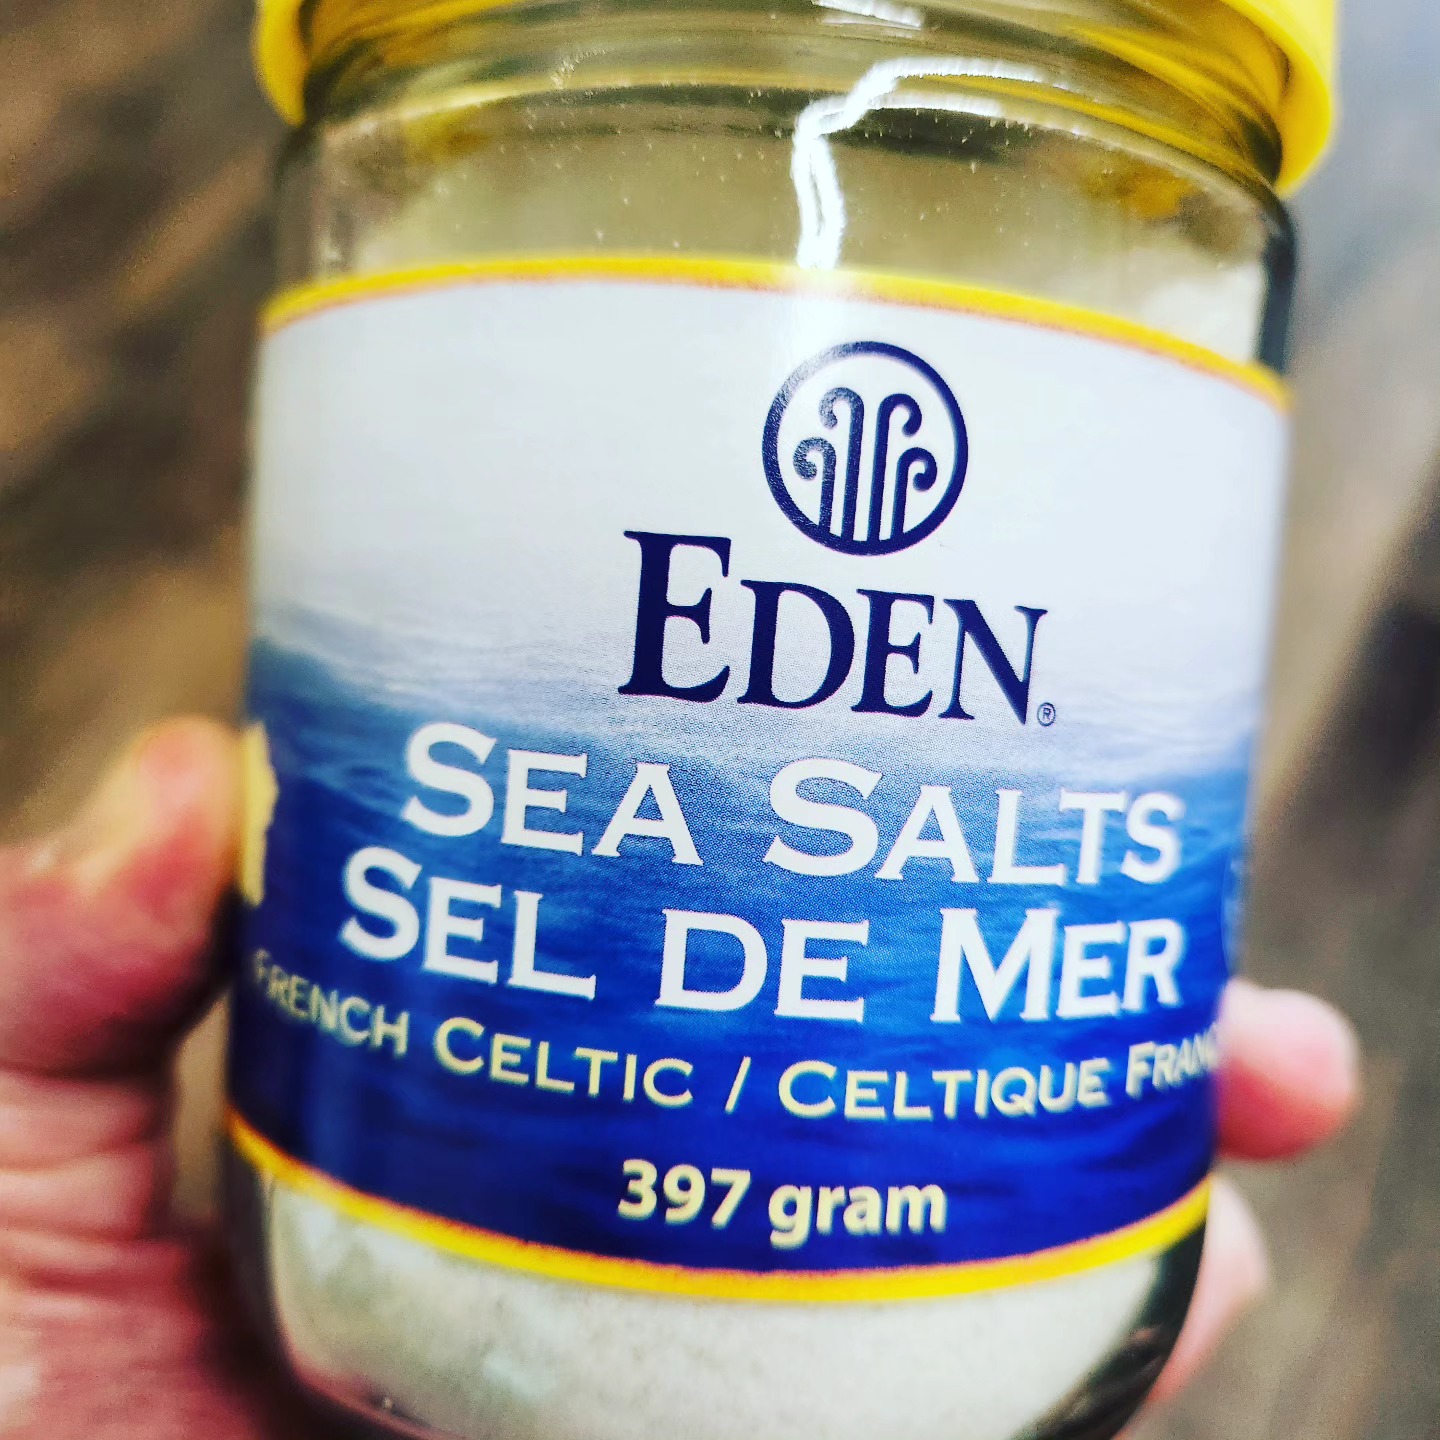 EDEN®
SEA SALTS
SEL DE MER
FRENCH CELTIC / CELTIQUE
397 gram